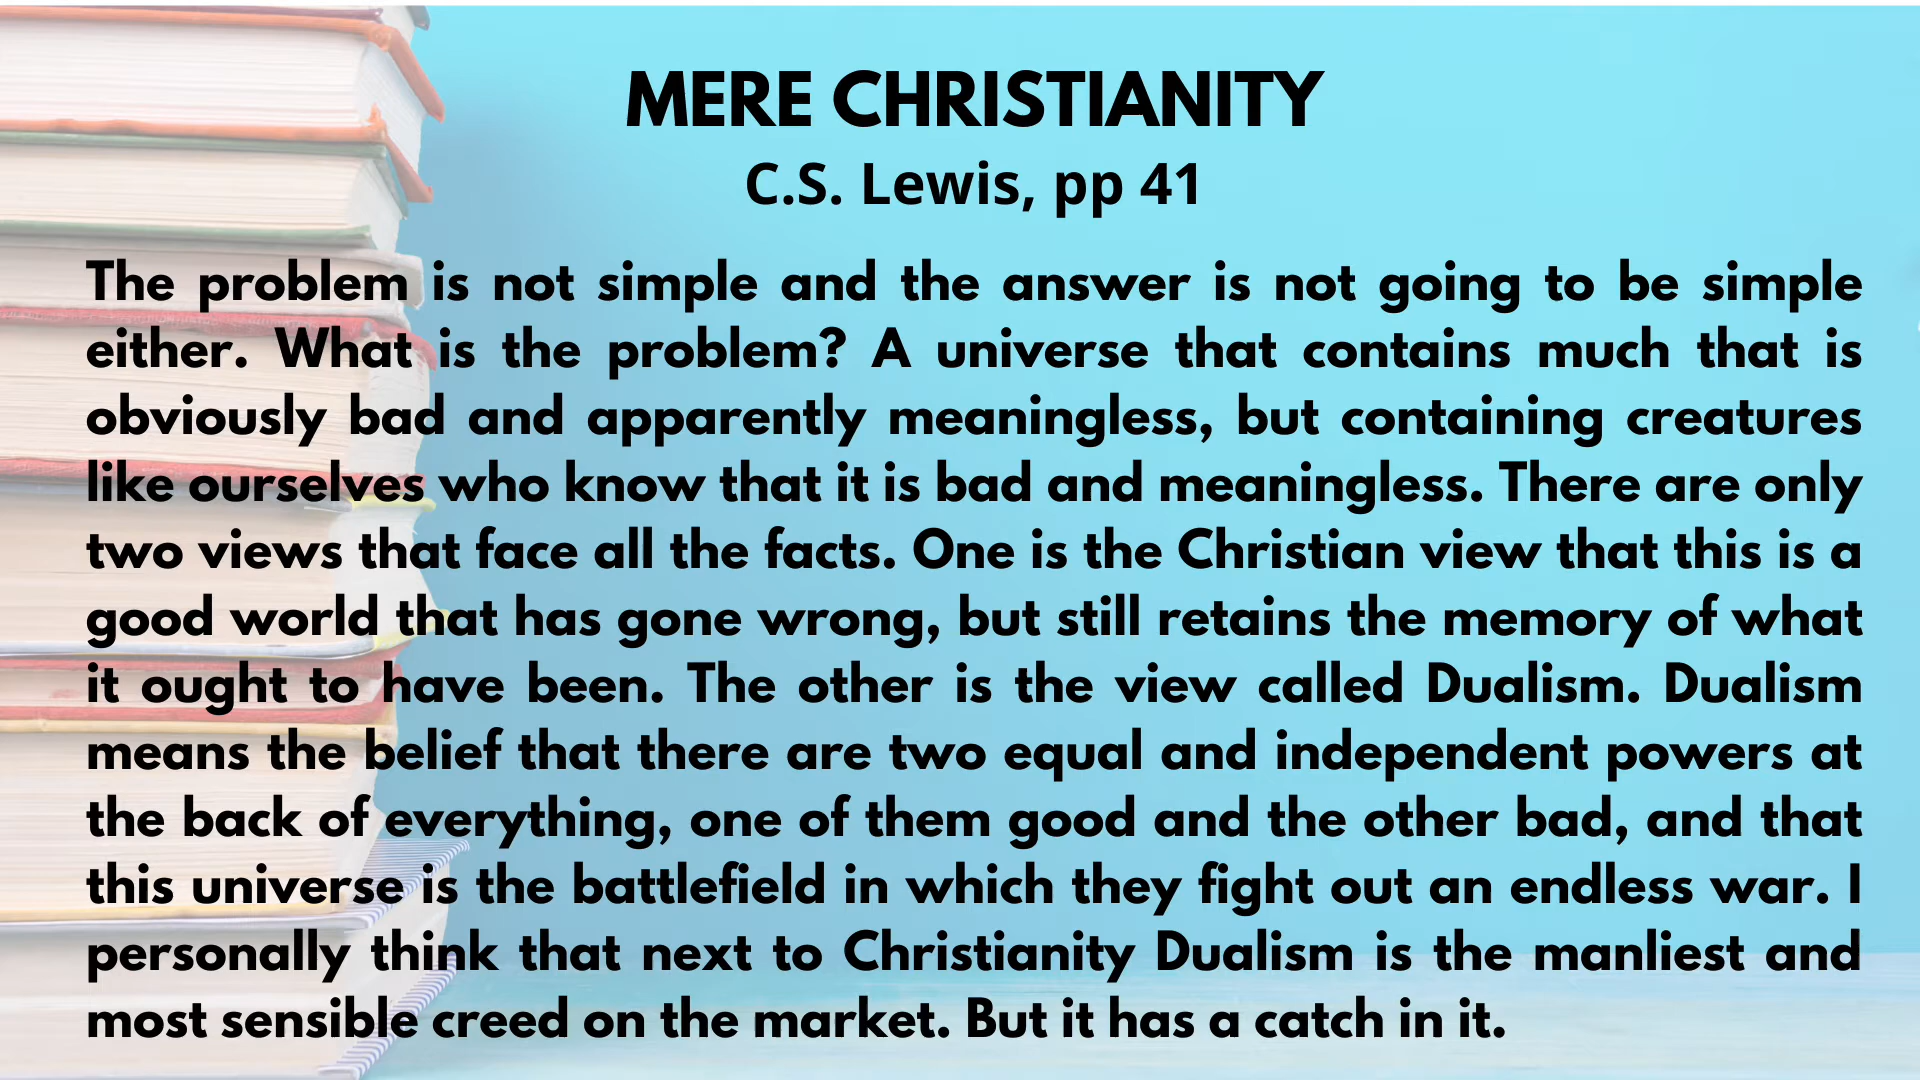 MERE CHRISTIANITY
C.S. Lewis, pp 41
The problem is not simple and the answer is not going to be simple
either. What is the problem? A universe that contains much that is
obviously bad and apparently meaningless, but containing creatures
like ourselves who know that it is bad and meaningless. There are only
two views that face all the facts. One is the Christian view that this is a
good world that has gone wrong, but still retains the memory of what
it ought to have been. The other is the view called Dualism. Dualism
means the belief that there are two equal and independent powers at
the back of everything, one of them good and the other bad, and that
this universe is the battlefield in which they fight out an endless war. I
personally think that next to Christianity Dualism is the manliest and
most sensible creed on the market. But it has a catch in it.